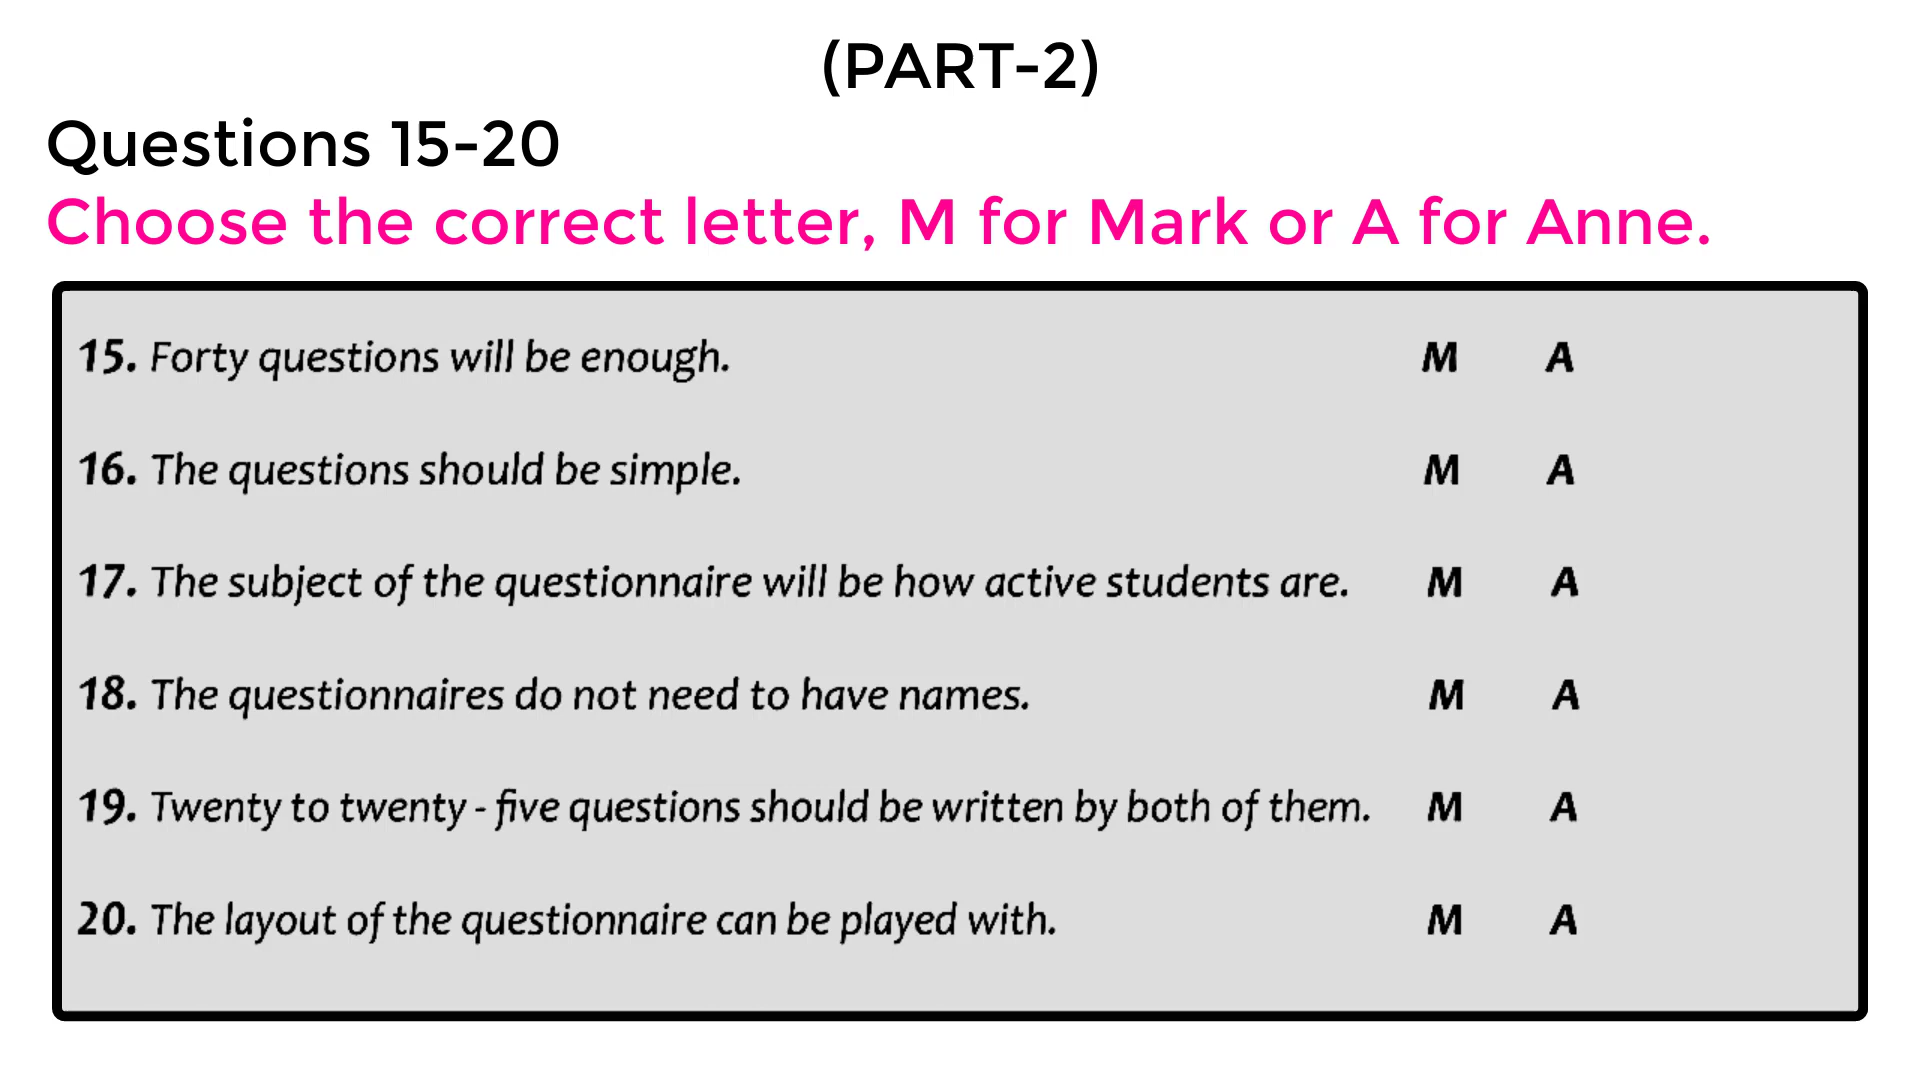 (PART-2)
Questions 15-20
Choose the correct letter, M for Mark or A for Anne.
15. Forty questions will be enough. M A
16. The questions should be simple. M A
17. The subject of the questionnaire will be how active students are. M A
18. The questionnaires do not need to have names. M A
19. Twenty to twenty - five questions should be written by both of them. M A
20. The layout of the questionnaire can be played with. M A